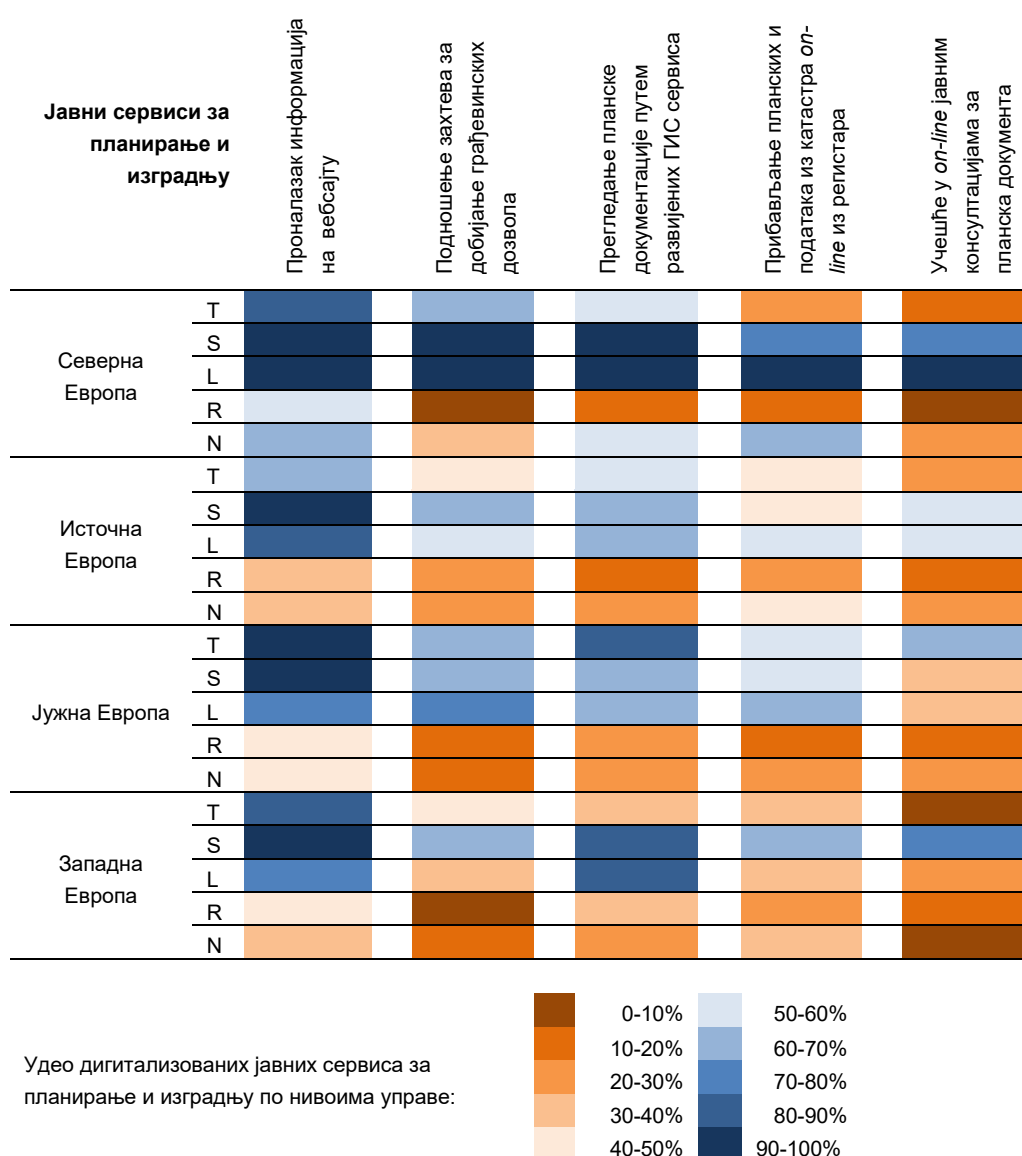 Јавни сервиси за
планирање и
изградњу
Проналазак информација
на вебсајту
Подношење захтева за
добијање грађевинских
дозвола
Прегледање планске
документације путем
развијених ГИС сервиса
Прибављање планских и
података из катастра on-
line из регистара
Учешће у on-line јавним
консултацијама за
планска документа
Северна
Европа
T
S
L
R
N
Источна
Европа
T
S
L
R
N
Јужна Европа
T
S
L
R
N
Западна
Европа
T
S
L
R
N
Удео дигитализованих јавних сервиса за
планирање и изградњу по нивоима управе:
0-10% 50-60%
10-20% 60-70%
20-30% 70-80%
30-40% 80-90%
40-50% 90-100%